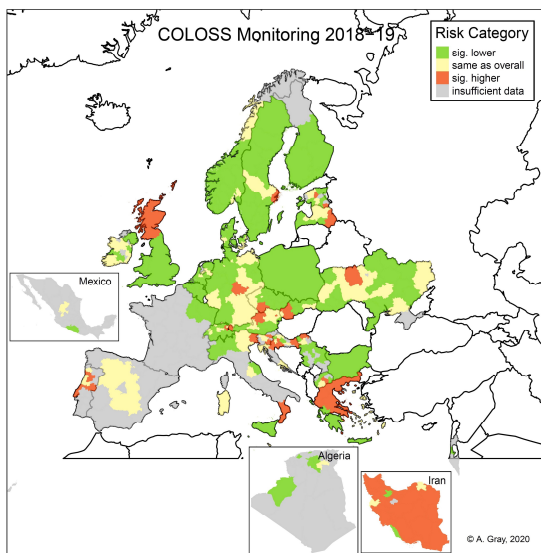 COLOSS Monitoring 2018-19
Risk Category
sig. lower
same as overall
sig. higher
insufficient data
Mexico
Algeria
Iran
© A. Gray, 2020